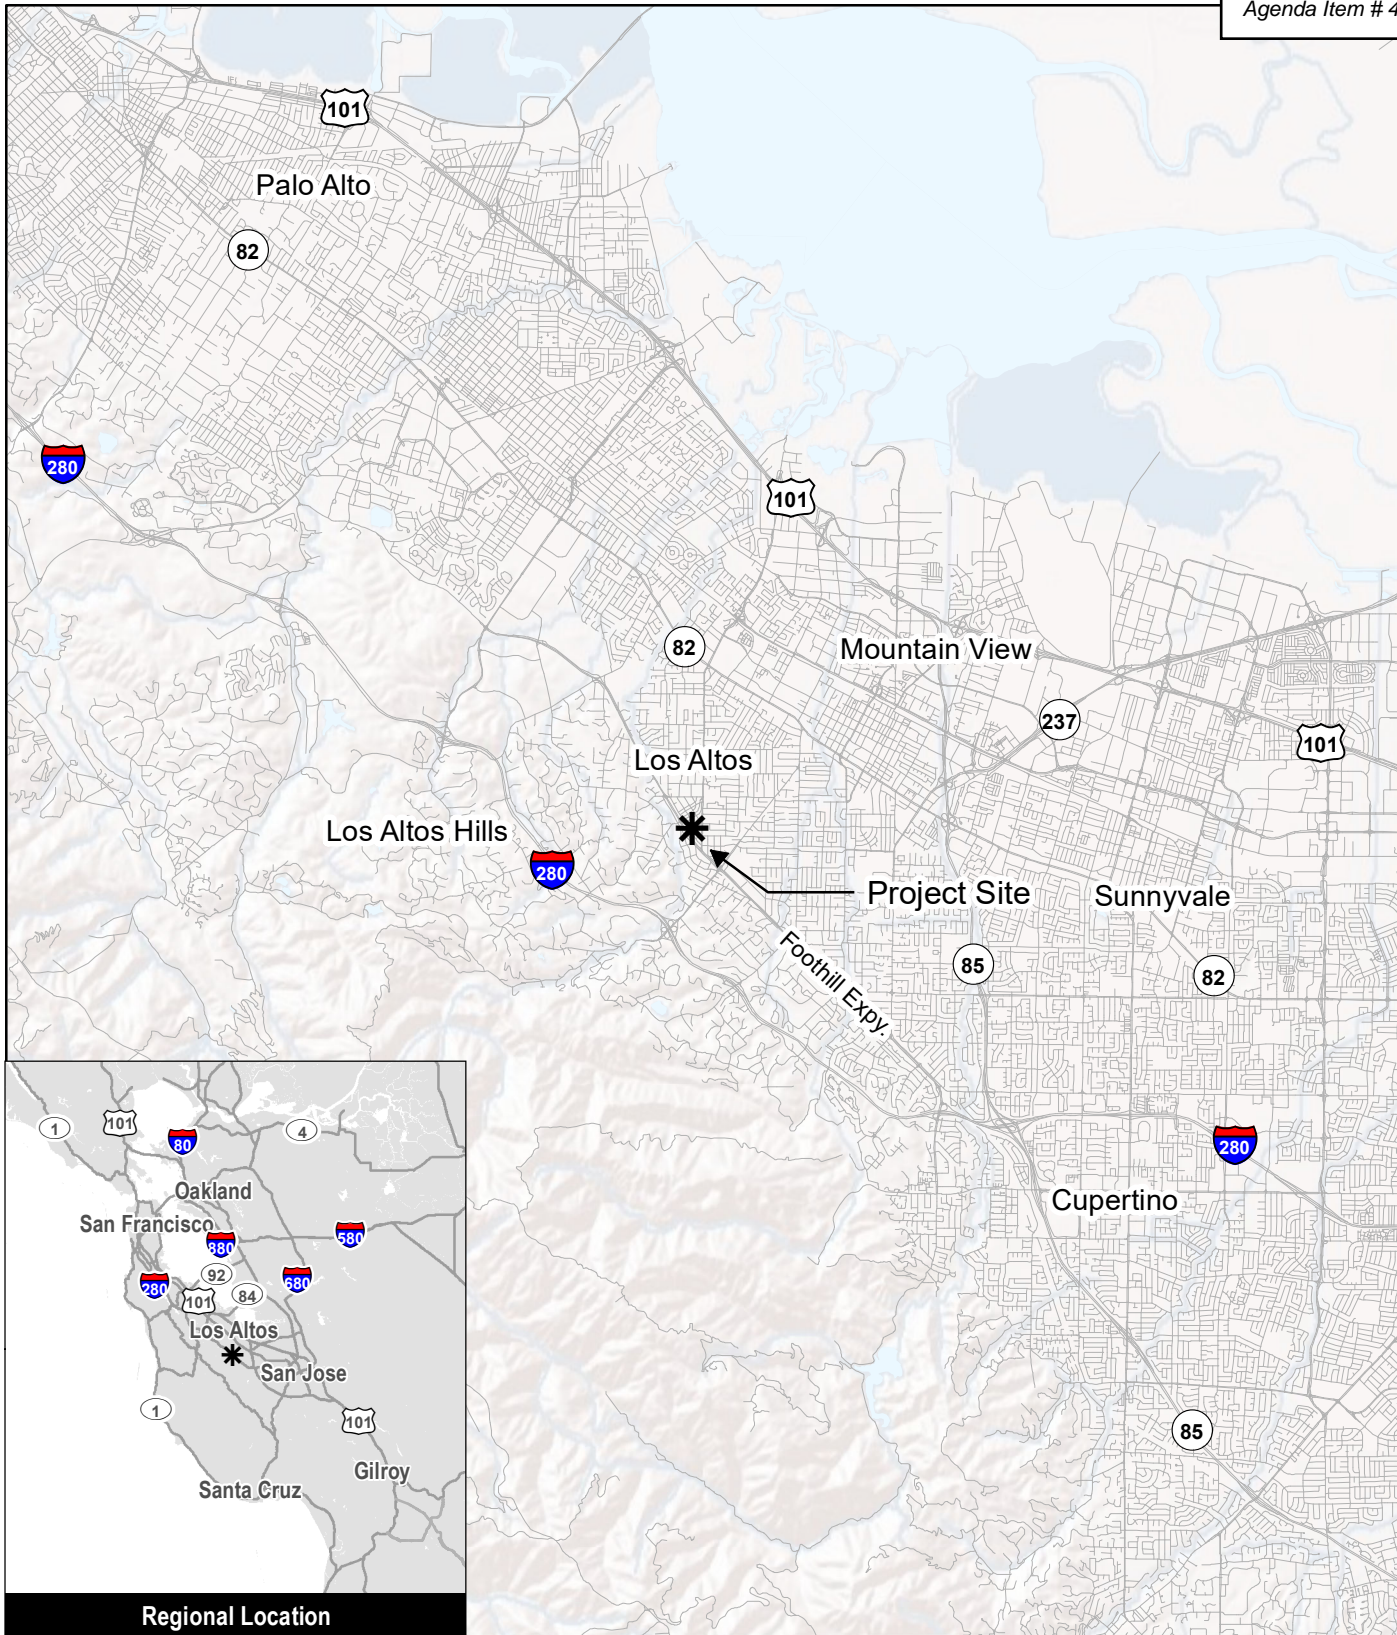 Agenda Item # 4
101
Palo Alto
82
280
101
82
Mountain View
237
101
Los Altos
Los Altos Hills
280
Project Site
Sunnyvale
Foothill Expy.
85
82
280
Cupertino
85
1
101
80
4
Oakland
San Francisco
880
580
92
280
680
84
101
Los Altos
San Jose
1
101
Gilroy
Santa Cruz
Regional Location